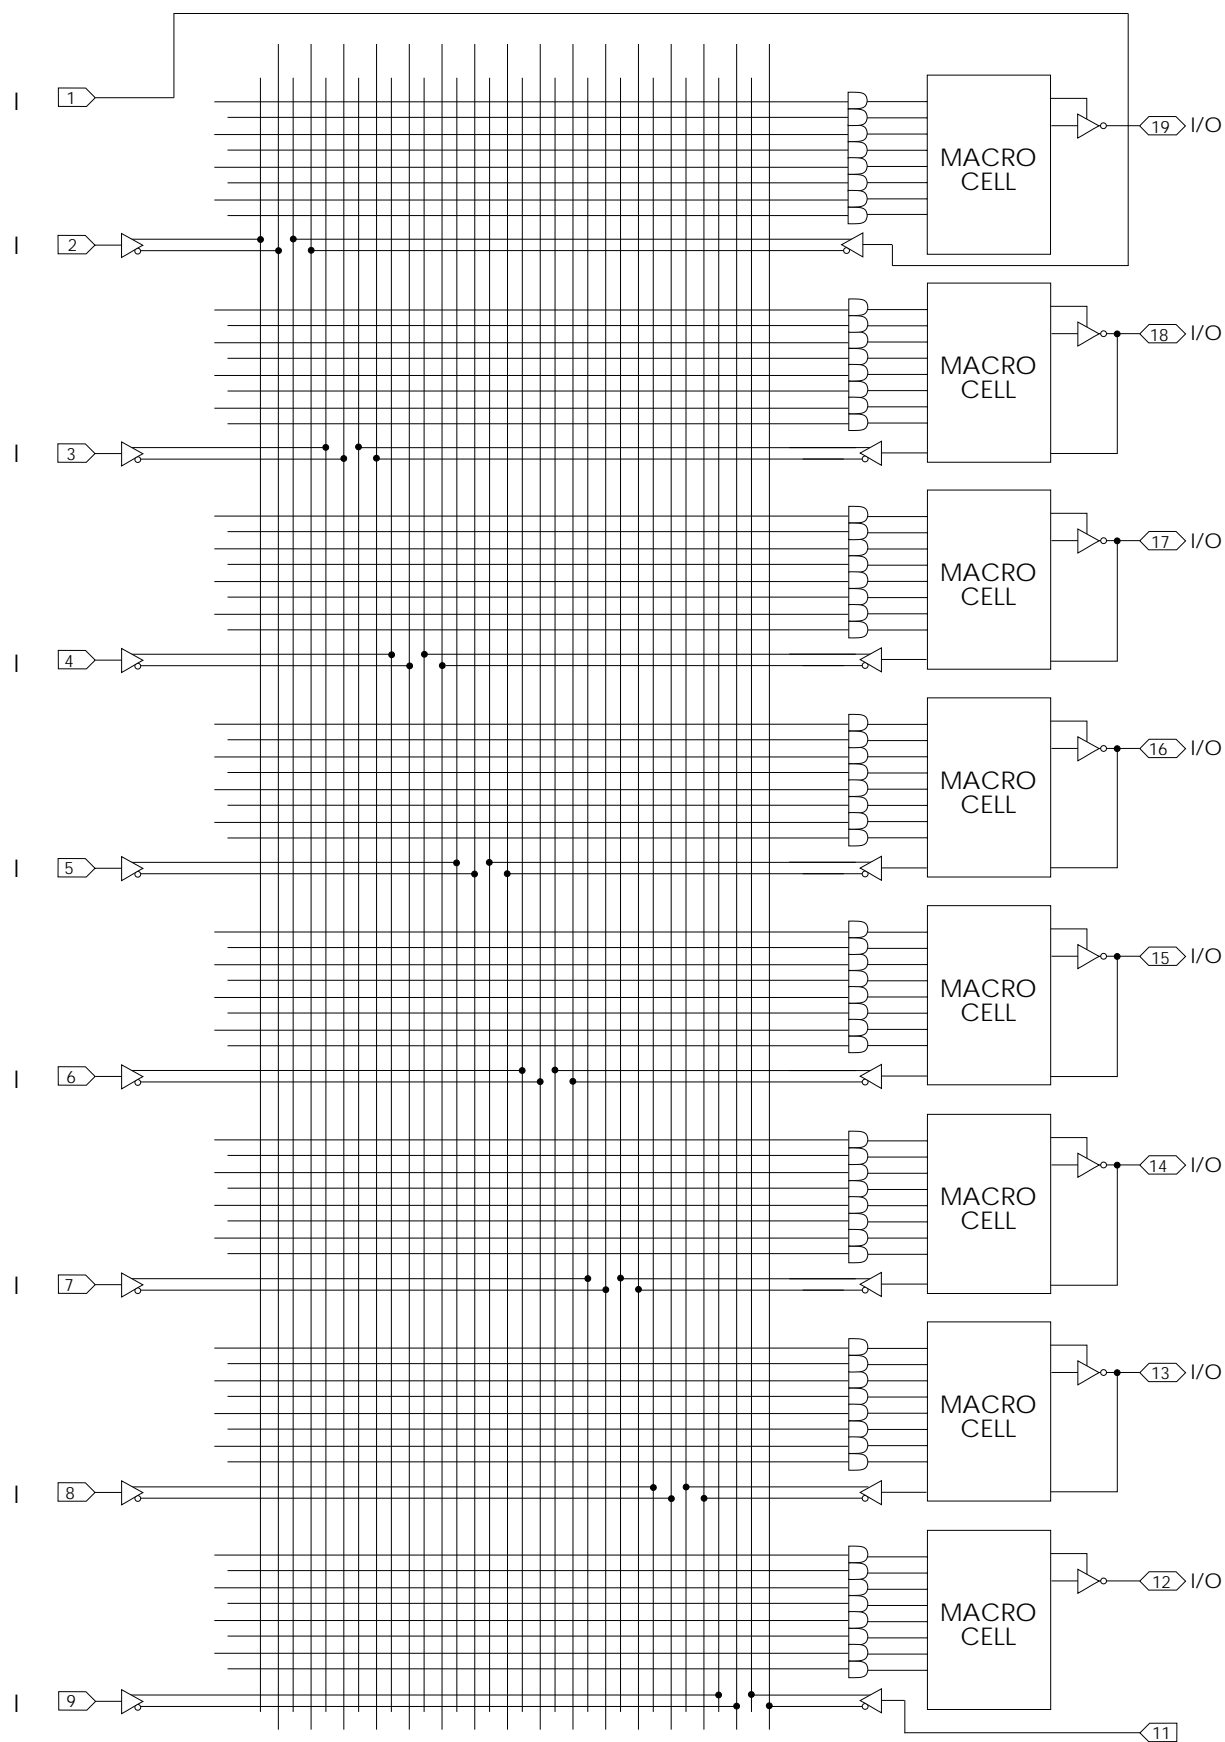 I 1
19 I/O
MACRO
CELL
I 2
18 I/O
MACRO
CELL
I 3
17 I/O
MACRO
CELL
I 4
16 I/O
MACRO
CELL
I 5
15 I/O
MACRO
CELL
I 6
14 I/O
MACRO
CELL
I 7
13 I/O
MACRO
CELL
I 8
12 I/O
MACRO
CELL
I 9
11